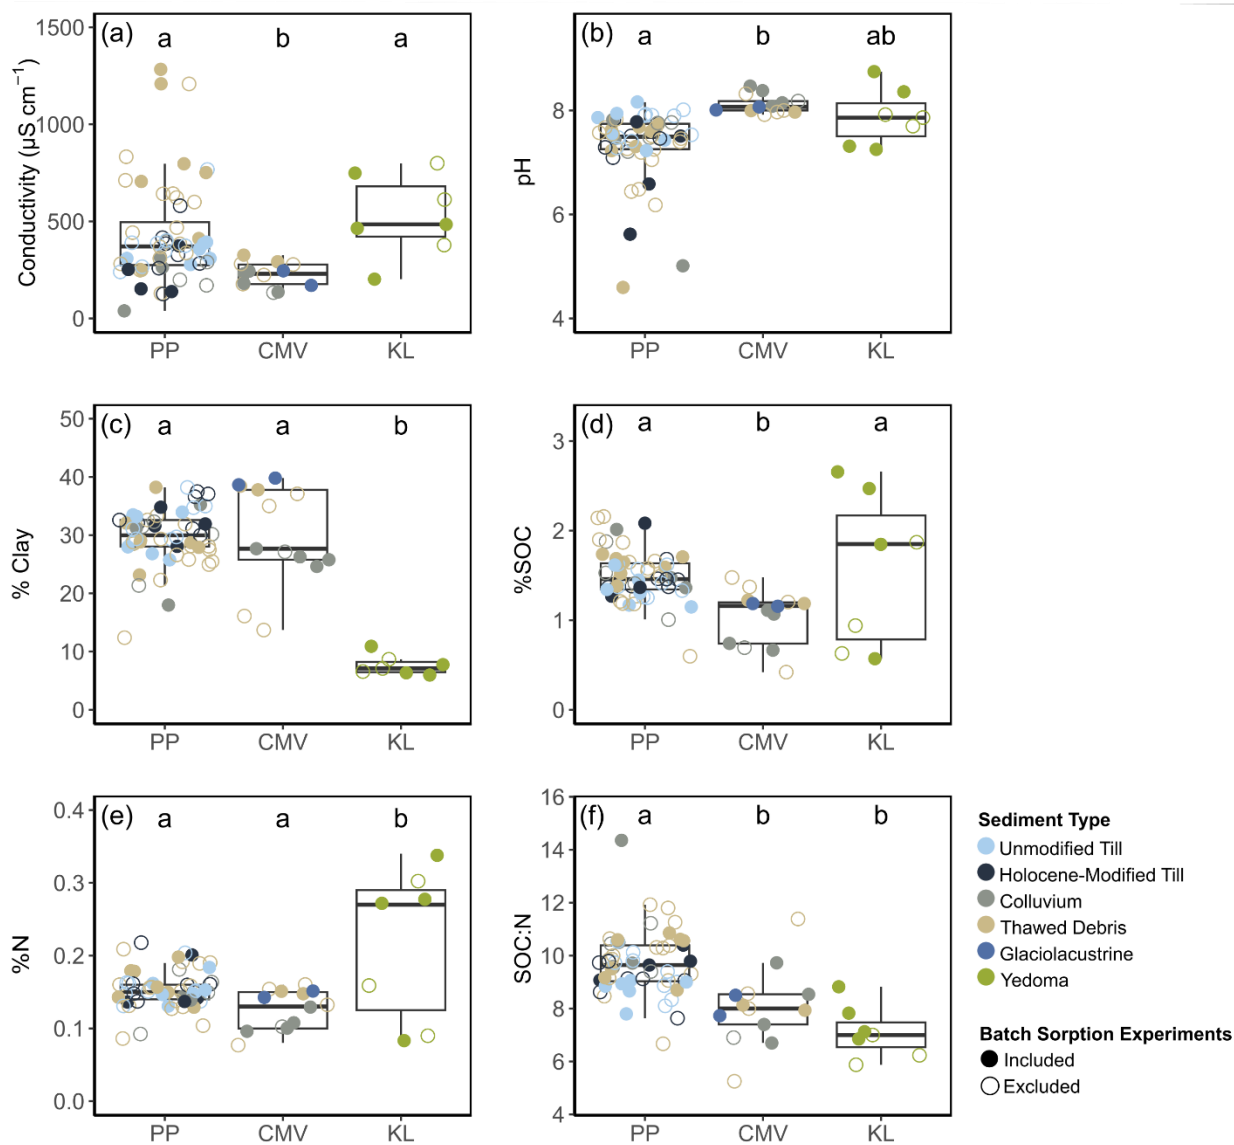 (a) a b a
Conductivity (µS cm⁻¹)
1500
1000
500
0
PP CMV KL
(b) a b ab
pH
8
6
4
PP CMV KL
(c) a a b
% Clay
50
40
30
20
10
0
PP CMV KL
(d) a b a
%SOC
3
2
1
0
PP CMV KL
(e) a a b
%N
0.4
0.3
0.2
0.1
0.0
PP CMV KL
(f) a b b
SOC:N
16
14
12
10
8
6
4
PP CMV KL
Sediment Type
Unmodified Till
Holocene-Modified Till
Colluvium
Thawed Debris
Glaciolacustrine
Yedoma
Batch Sorption Experiments
Included
Excluded